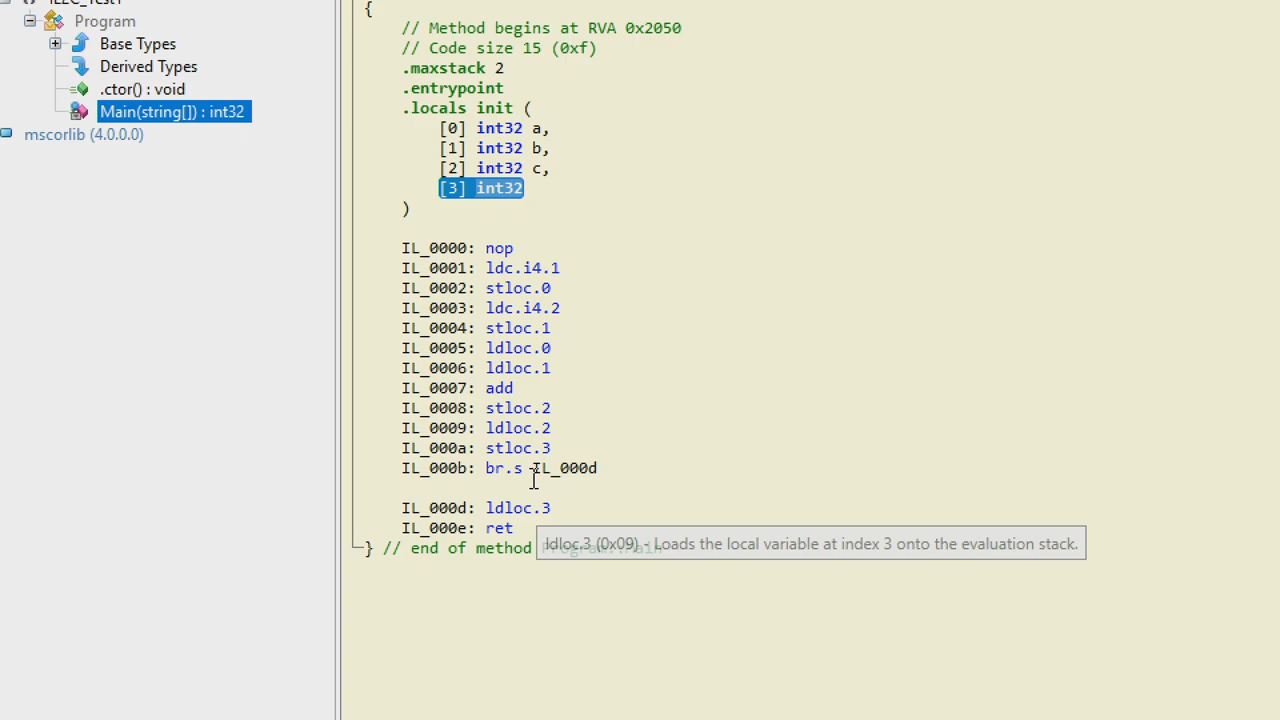 ILEC_Test1
Program
Base Types
Derived Types
.ctor() : void
Main(string[]) : int32
mscorlib (4.0.0.0)
{
// Method begins at RVA 0x2050
// Code size 15 (0xf)
.maxstack 2
.entrypoint
.locals init (
[0] int32 a,
[1] int32 b,
[2] int32 c,
[3] int32
)
IL_0000: nop
IL_0001: ldc.i4.1
IL_0002: stloc.0
IL_0003: ldc.i4.2
IL_0004: stloc.1
IL_0005: ldloc.0
IL_0006: ldloc.1
IL_0007: add
IL_0008: stloc.2
IL_0009: ldloc.2
IL_000a: stloc.3
IL_000b: br.s IL_000d
IL_000d: ldloc.3
IL_000e: ret
} // end of method Program::Main
ldloc.3 (0x09) - Loads the local variable at index 3 onto the evaluation stack.